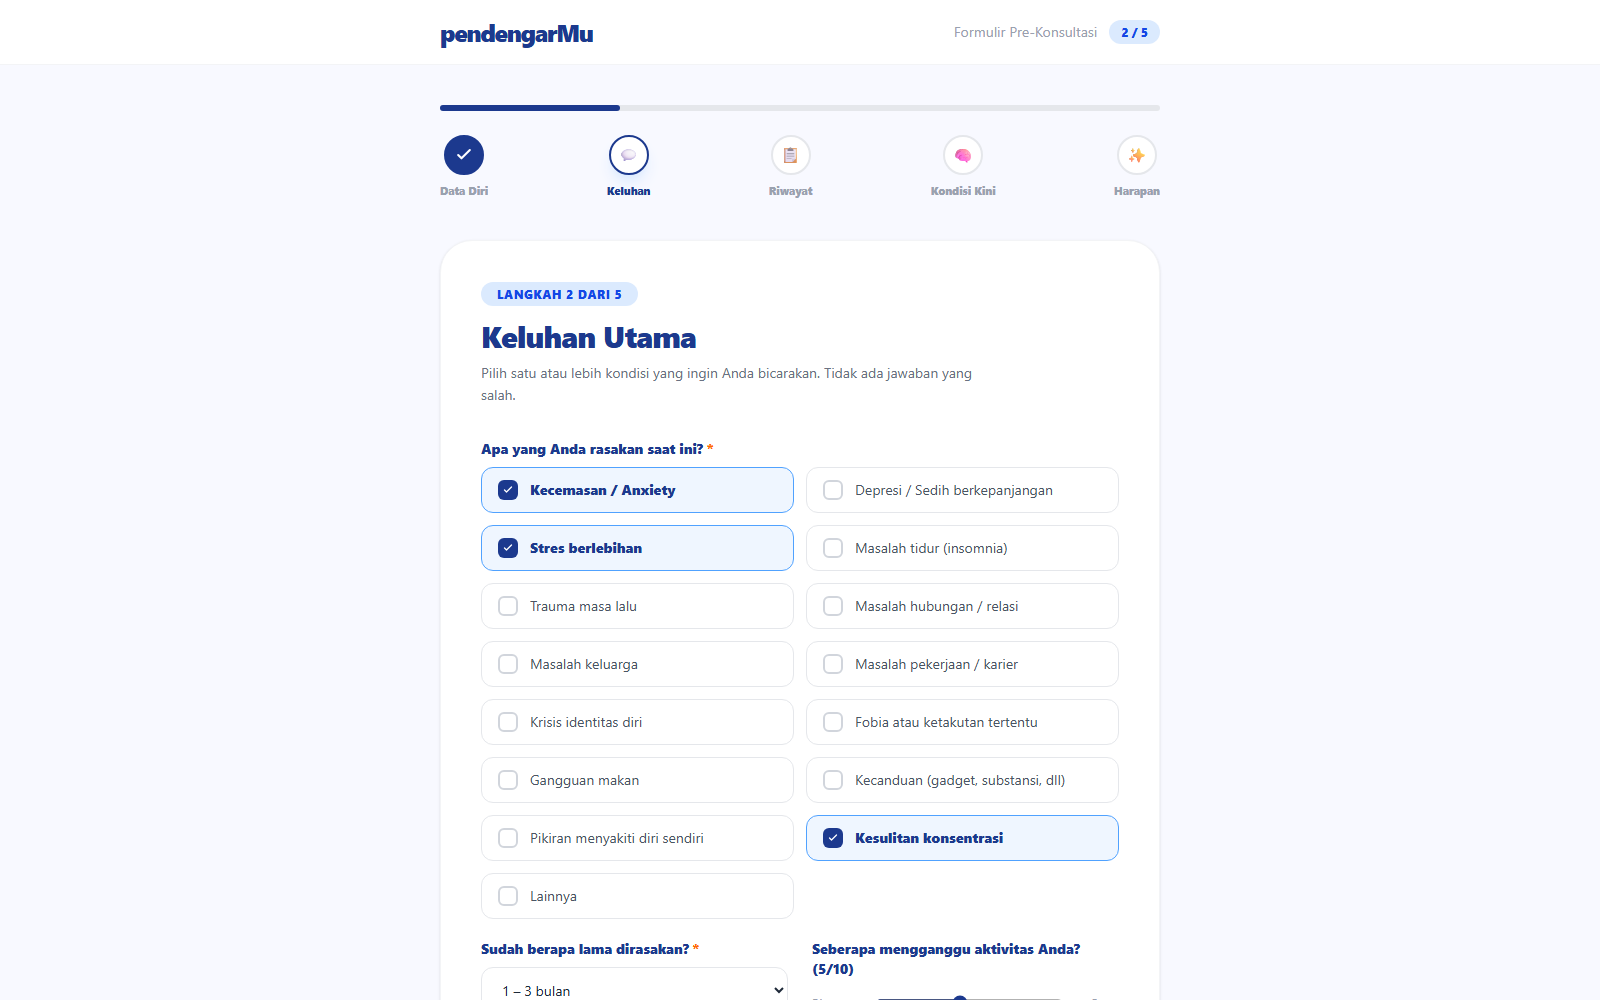 pendengarMu
Formulir Pre-Konsultasi
2 / 5
Data Diri
Keluhan
Riwayat
Kondisi Kini
Harapan
LANGKAH 2 DARI 5
Keluhan Utama
Pilih satu atau lebih kondisi yang ingin Anda bicarakan. Tidak ada jawaban yang
salah.
Apa yang Anda rasakan saat ini? *
Kecemasan / Anxiety
Depresi / Sedih berkepanjangan
Stres berlebihan
Masalah tidur (insomnia)
Trauma masa lalu
Masalah hubungan / relasi
Masalah keluarga
Masalah pekerjaan / karier
Krisis identitas diri
Fobia atau ketakutan tertentu
Gangguan makan
Kecanduan (gadget, substansi, dll)
Pikiran menyakiti diri sendiri
Kesulitan konsentrasi
Lainnya
Sudah berapa lama dirasakan? *
Seberapa mengganggu aktivitas Anda?
(5/10)
1 – 3 bulan